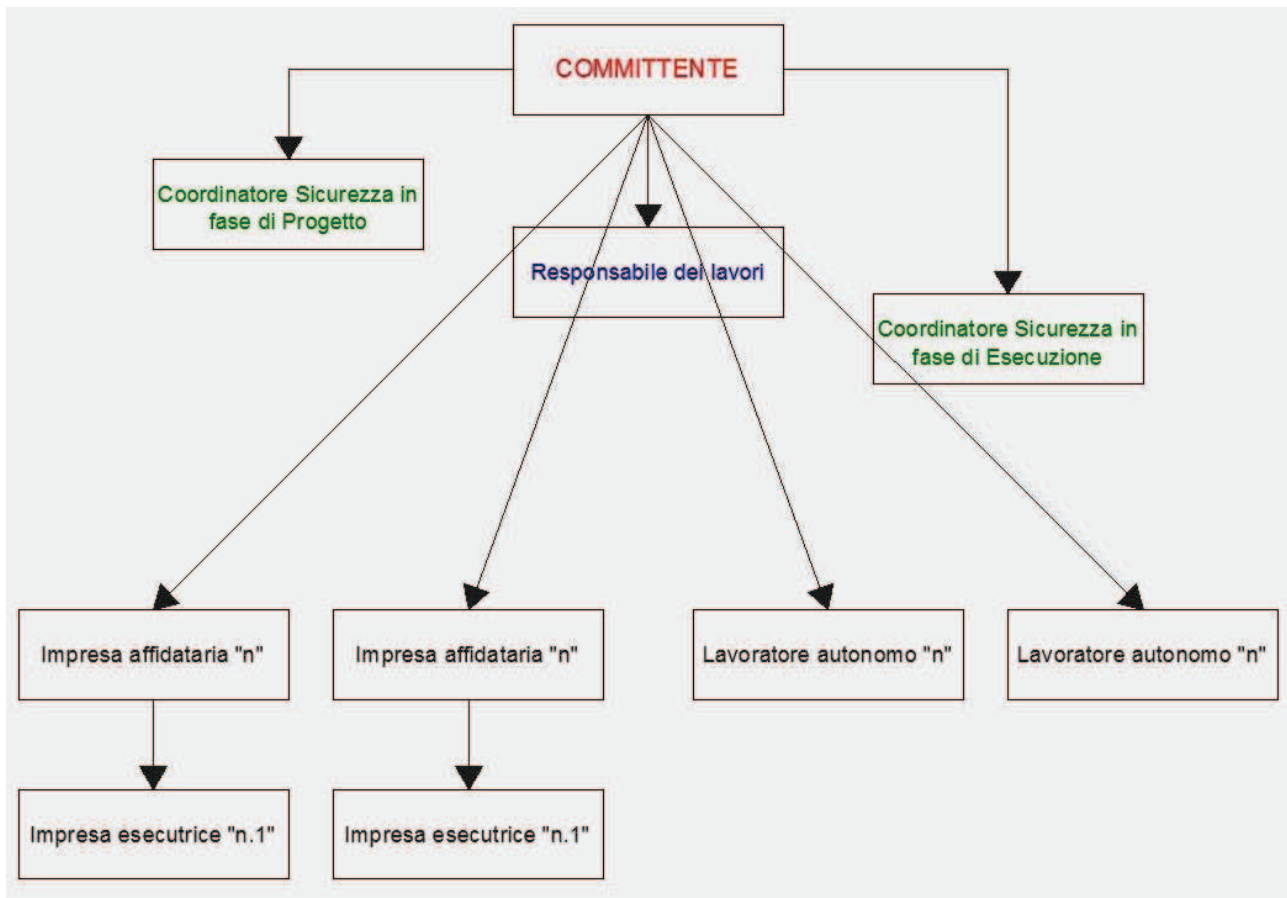 COMMITTENTE
Coordinatore Sicurezza in
fase di Progetto
Responsabile dei lavori
Coordinatore Sicurezza in
fase di Esecuzione
Impresa affidataria "n"
Impresa affidataria "n"
Lavoratore autonomo "n"
Lavoratore autonomo "n"
Impresa esecutrice "n.1"
Impresa esecutrice "n.1"